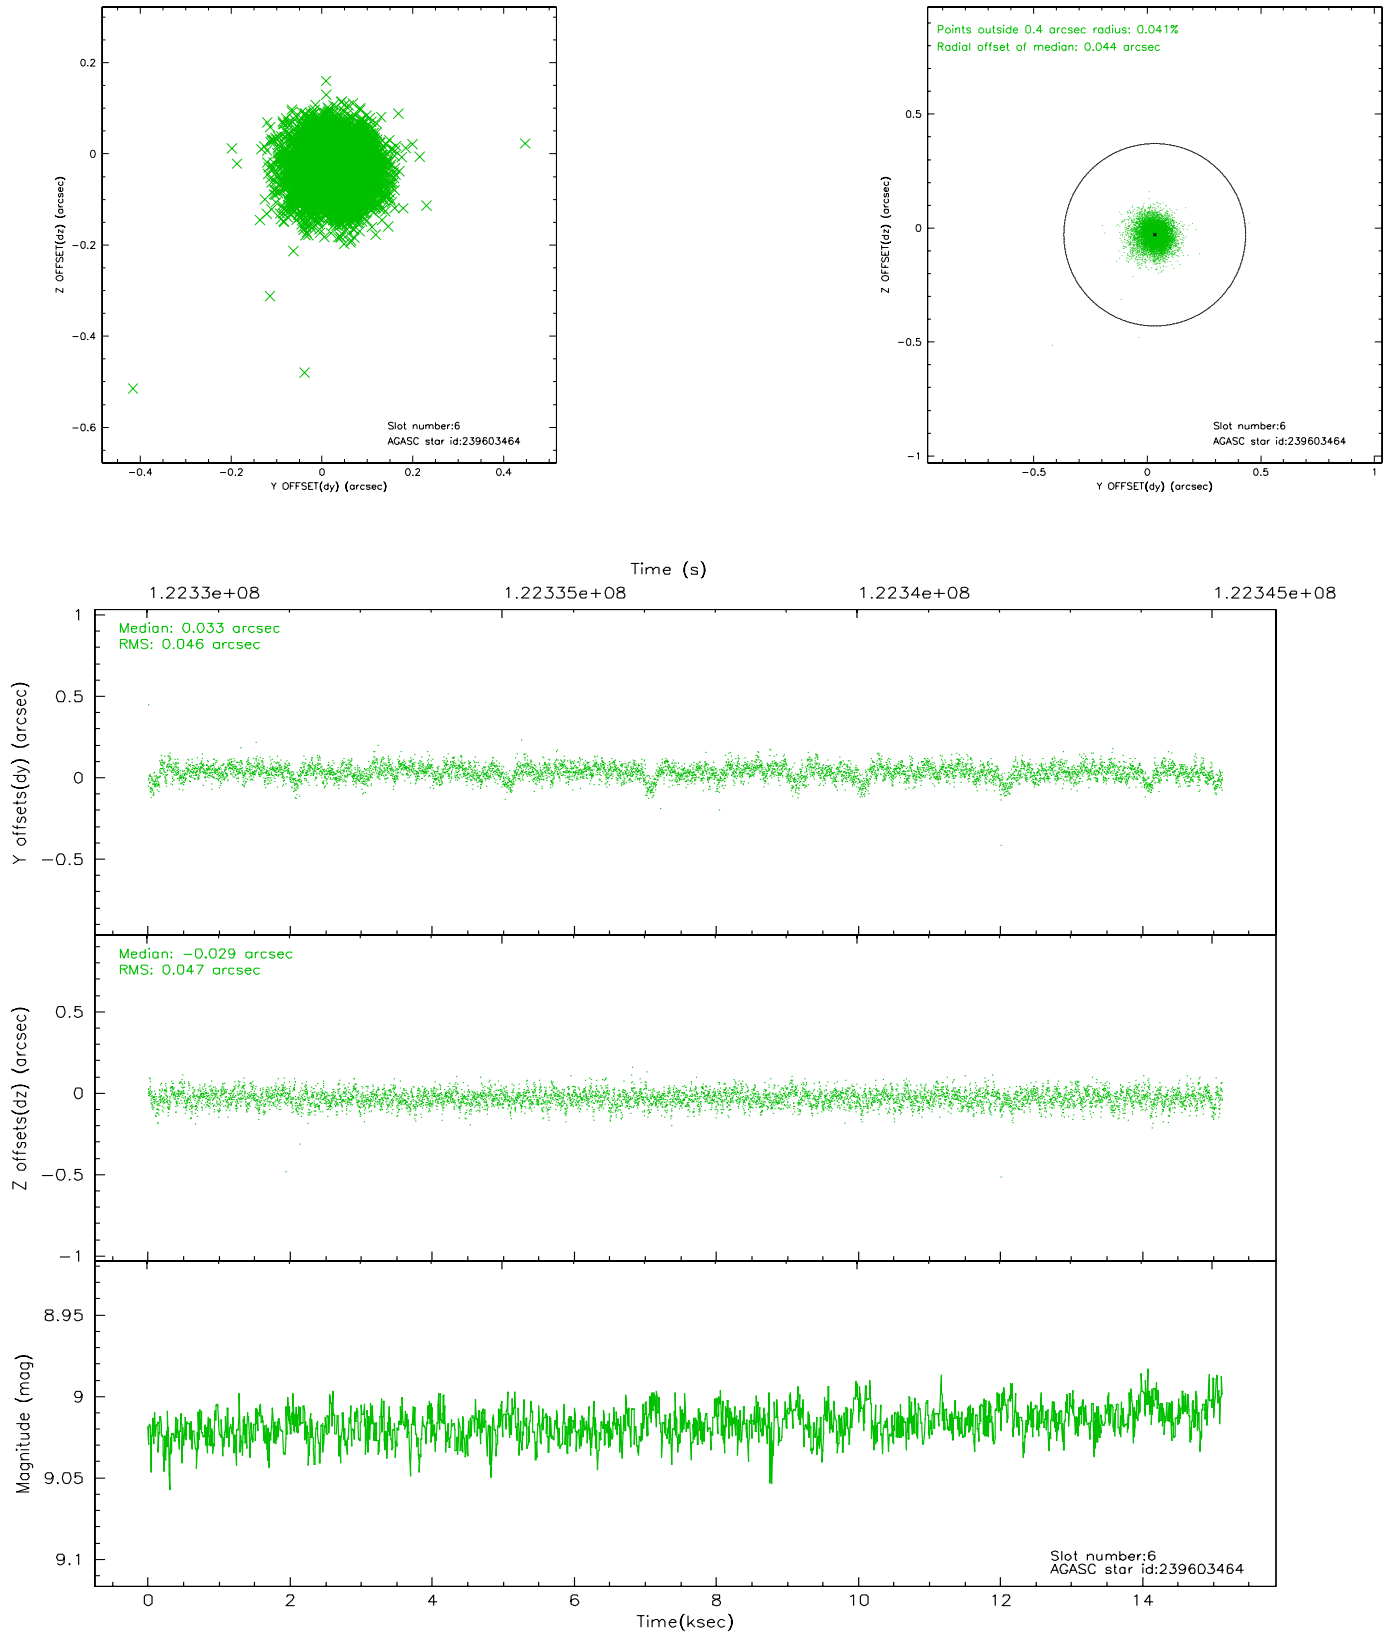 0.2
0
−0.2
−0.4
−0.6
Z OFFSET(dz) (arcsec)
Slot number:6
AGASC star id:239603464
−0.4 −0.2 0 0.2 0.4
Y OFFSET(dy) (arcsec)
Points outside 0.4 arcsec radius: 0.041%
Radial offset of median: 0.044 arcsec
0.5
0
−0.5
−1
Z OFFSET(dz) (arcsec)
Slot number:6
AGASC star id:239603464
−0.5 0 0.5 1
Y OFFSET(dy) (arcsec)
Time (s)
1.2233e+08 1.22335e+08 1.2234e+08 1.22345e+08
Median: 0.033 arcsec
RMS: 0.046 arcsec
1
0.5
0
−0.5
Y offsets(dy) (arcsec)
Median: −0.029 arcsec
RMS: 0.047 arcsec
0.5
0
−0.5
−1
Z offsets(dz) (arcsec)
8.95
9
9.05
9.1
Magnitude (mag)
Slot number:6
AGASC star id:239603464
0 2 4 6 8 10 12 14
Time(ksec)